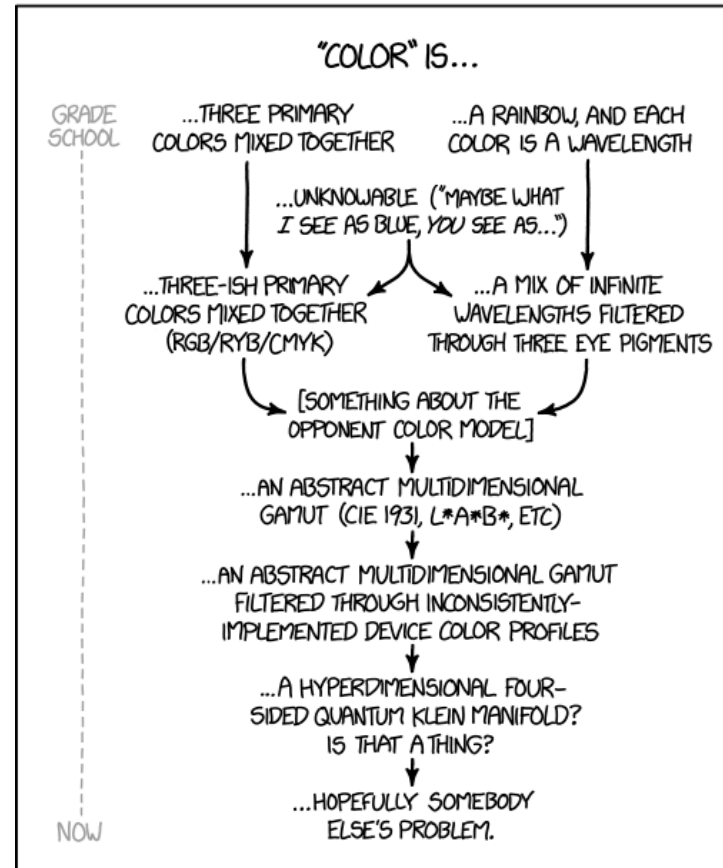 "COLOR" IS...
GRADE
SCHOOL
...THREE PRIMARY
COLORS MIXED TOGETHER
...A RAINBOW, AND EACH
COLOR IS A WAVELENGTH
...UNKNOWABLE ("MAYBE WHAT
I SEE AS BLUE, YOU SEE AS...")
...THREE-ISH PRIMARY
COLORS MIXED TOGETHER
(RGB/RYB/CMYK)
...A MIX OF INFINITE
WAVELENGTHS FILTERED
THROUGH THREE EYE PIGMENTS
[SOMETHING ABOUT THE
OPPONENT COLOR MODEL]
...AN ABSTRACT MULTIDIMENSIONAL
GAMUT (CIE 1931, L*A*B*, ETC)
...AN ABSTRACT MULTIDIMENSIONAL GAMUT
FILTERED THROUGH INCONSISTENTLY-
IMPLEMENTED DEVICE COLOR PROFILES
...A HYPERDIMENSIONAL FOUR-
SIDED QUANTUM KLEIN MANIFOLD?
IS THAT A THING?
...HOPEFULLY SOMEBODY
ELSE'S PROBLEM.
NOW